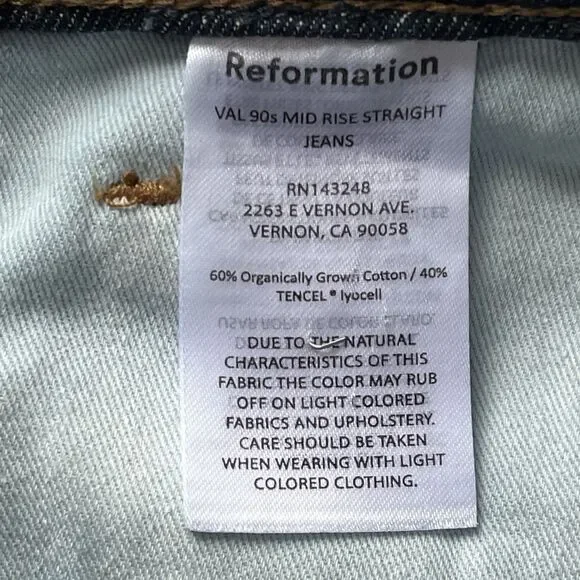 Reformation
VAL 90s MID RISE STRAIGHT
JEANS
RN143248
2263 E VERNON AVE.
VERNON, CA 90058
60% Organically Grown Cotton / 40%
TENCEL® lyocell
DUE TO THE NATURAL
CHARACTERISTICS OF THIS
FABRIC THE COLOR MAY RUB
OFF ON LIGHT COLORED
FABRICS AND UPHOLSTERY.
CARE SHOULD BE TAKEN
WHEN WEARING WITH LIGHT
COLORED CLOTHING.